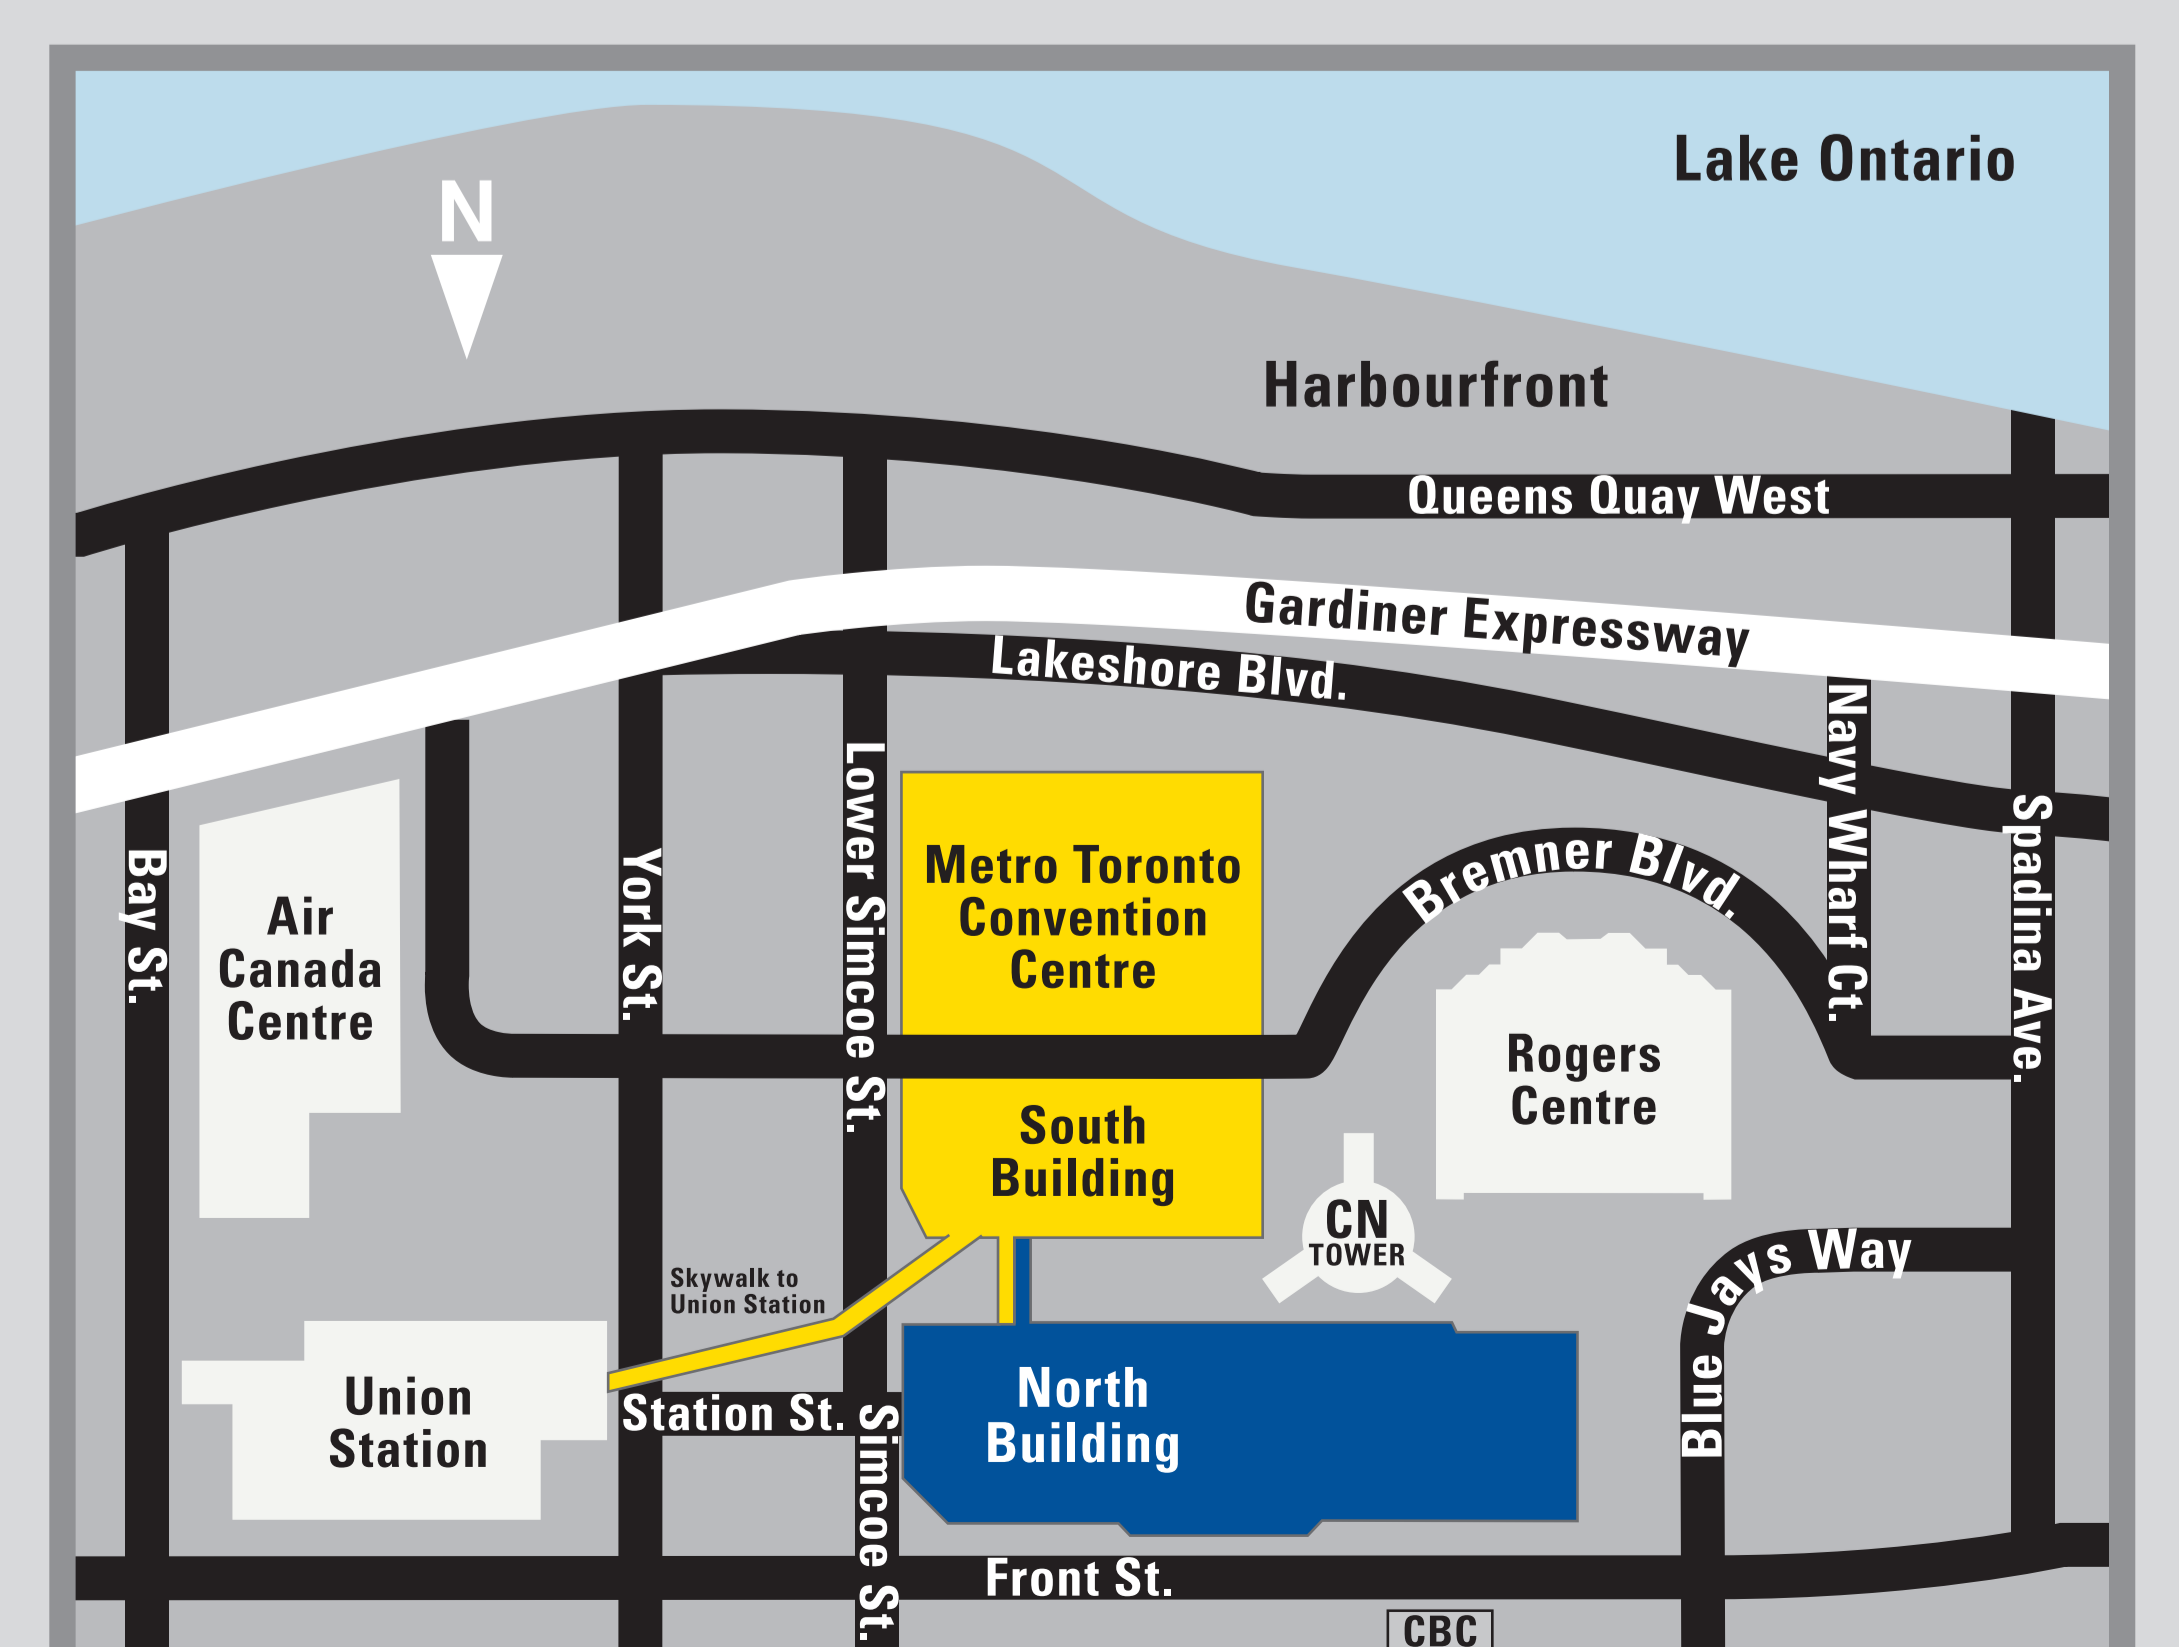 Lake Ontario
N
Harbourfront
Queens Quay West
Gardiner Expressway
Lakeshore Blvd.
Navy Wharf Ct.
Lower Simcoe St.
Spadina Ave.
Bremner Blvd.
Metro Toronto
Convention
Centre
Bay St.
York St.
Air
Canada
Centre
Rogers
Centre
South
Building
CN
TOWER
Blue Jays Way
Skywalk to
Union Station
North
Building
Union
Station
Station St.
Simcoe St.
Front St.
CBC